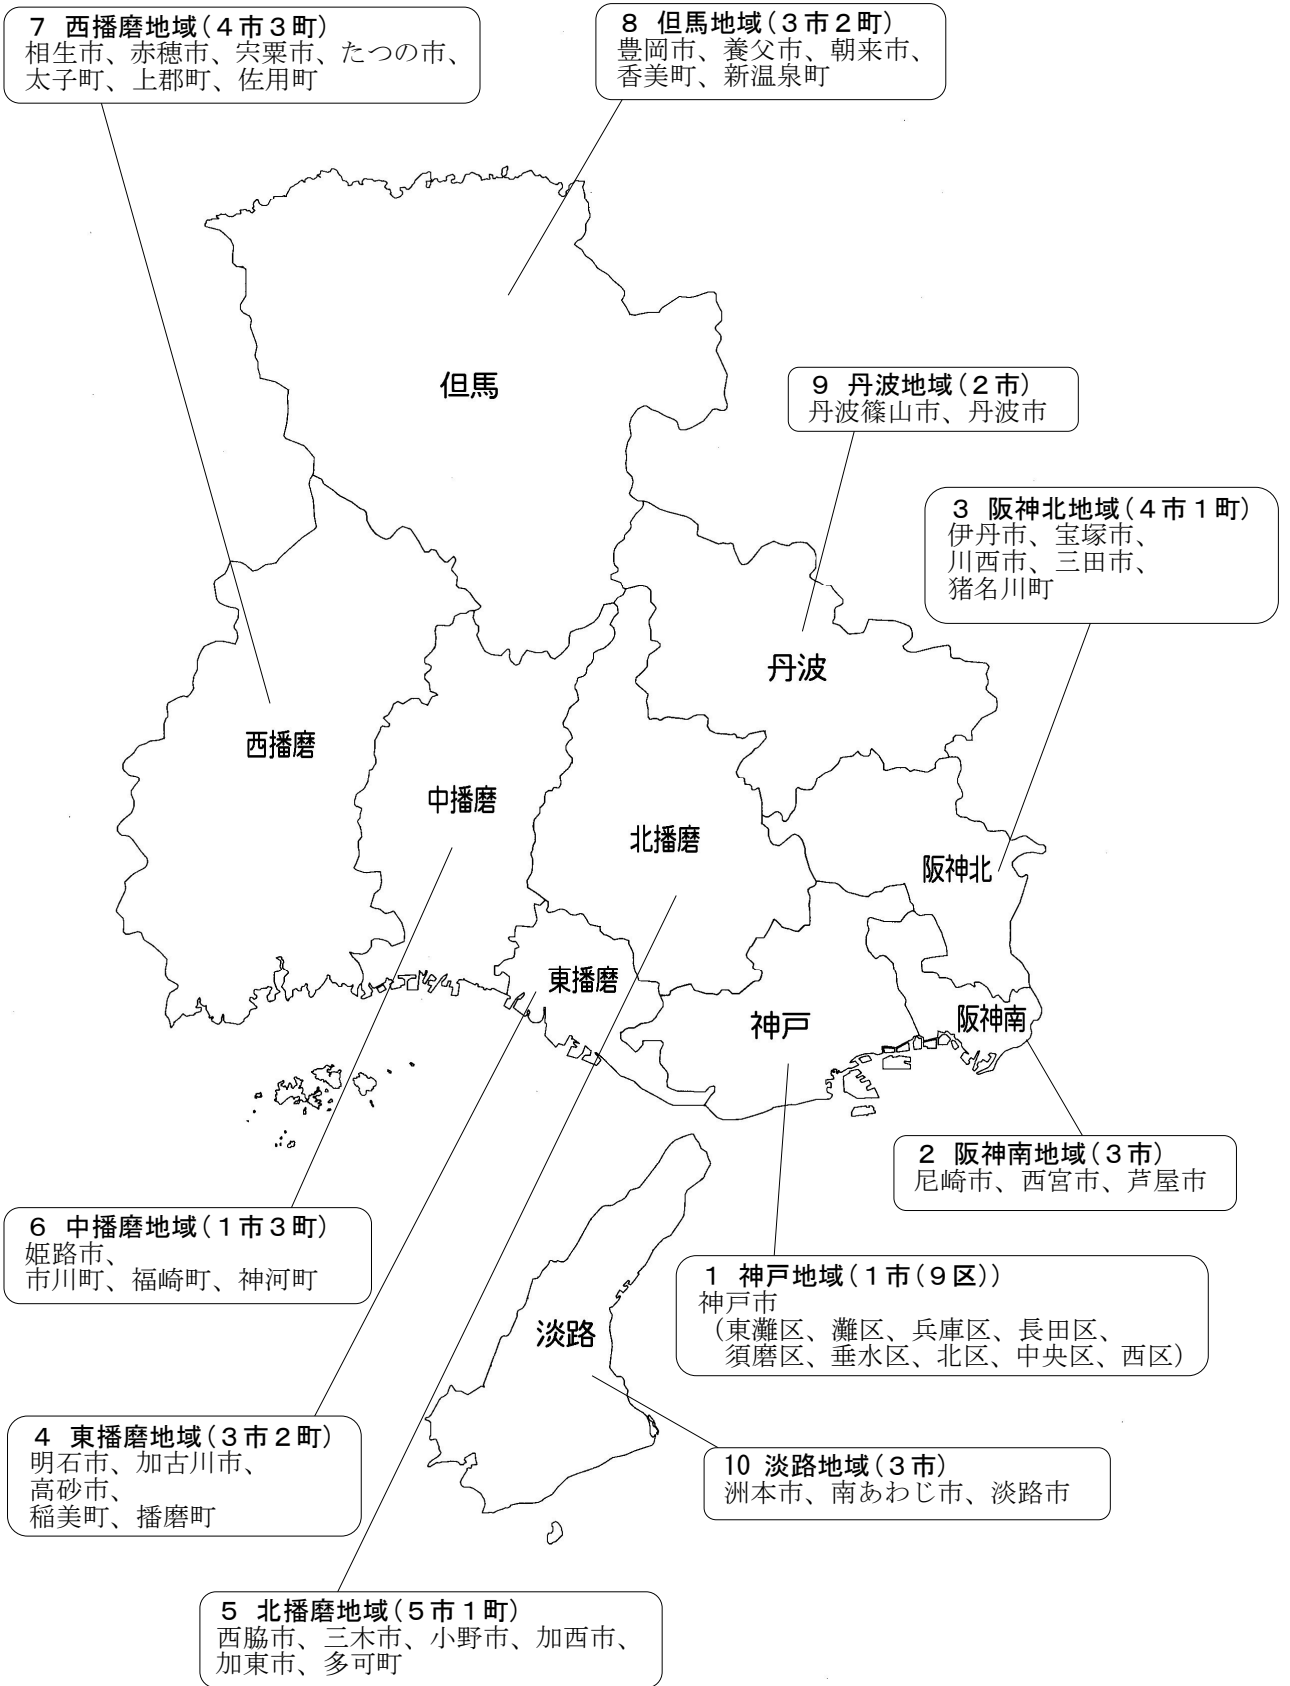 7 西播磨地域(4市3町)
相生市、赤穂市、宍粟市、たつの市、
太子町、上郡町、佐用町
8 但馬地域(3市2町)
豊岡市、養父市、朝来市、
香美町、新温泉町
但馬
9 丹波地域(2市)
丹波篠山市、丹波市
3 阪神北地域(4市1町)
伊丹市、宝塚市、
川西市、三田市、
猪名川町
丹波
西播磨
中播磨
北播磨
阪神北
東播磨
神戸
阪神南
2 阪神南地域(3市)
尼崎市、西宮市、芦屋市
6 中播磨地域(1市3町)
姫路市、
市川町、福崎町、神河町
1 神戸地域(1市(9区))
神戸市
(東灘区、灘区、兵庫区、長田区、
須磨区、垂水区、北区、中央区、西区)
淡路
4 東播磨地域(3市2町)
明石市、加古川市、
高砂市、
稲美町、播磨町
10 淡路地域(3市)
洲本市、南あわじ市、淡路市
5 北播磨地域(5市1町)
西脇市、三木市、小野市、加西市、
加東市、多可町